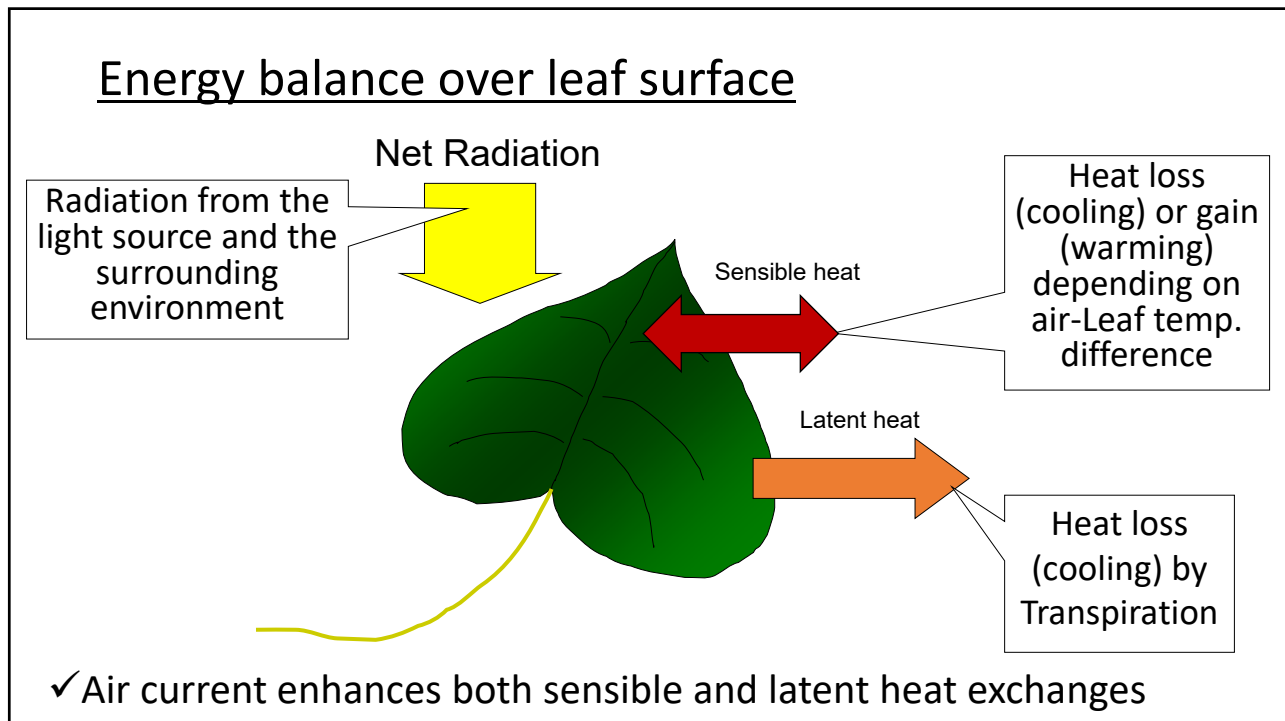 Energy balance over leaf surface
Net Radiation
Radiation from the
light source and the
surrounding
environment
Sensible heat
Heat loss
(cooling) or gain
(warming)
depending on
air-Leaf temp.
difference
Latent heat
Heat loss
(cooling) by
Transpiration
✓Air current enhances both sensible and latent heat exchanges